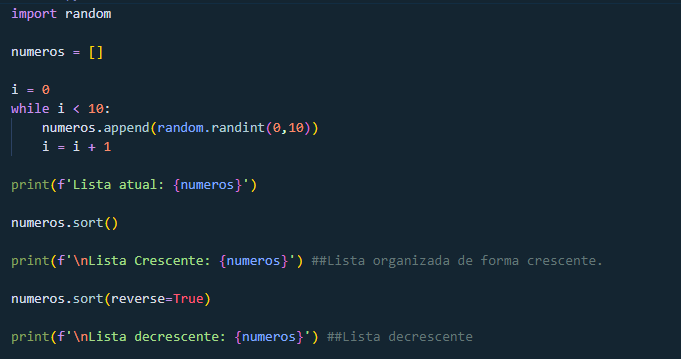 import random
numeros = []
i = 0
while i < 10:
    numeros.append(random.randint(0,10))
    i = i + 1
print(f'Lista atual: {numeros}')
numeros.sort()
print(f'\nLista Crescente: {numeros}') ##Lista organizada de forma crescente.
numeros.sort(reverse=True)
print(f'\nLista decrescente: {numeros}') ##Lista decrescente